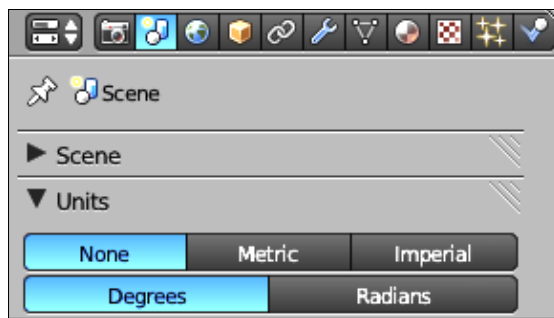 Scene
Scene
Units
None Metric Imperial
Degrees Radians